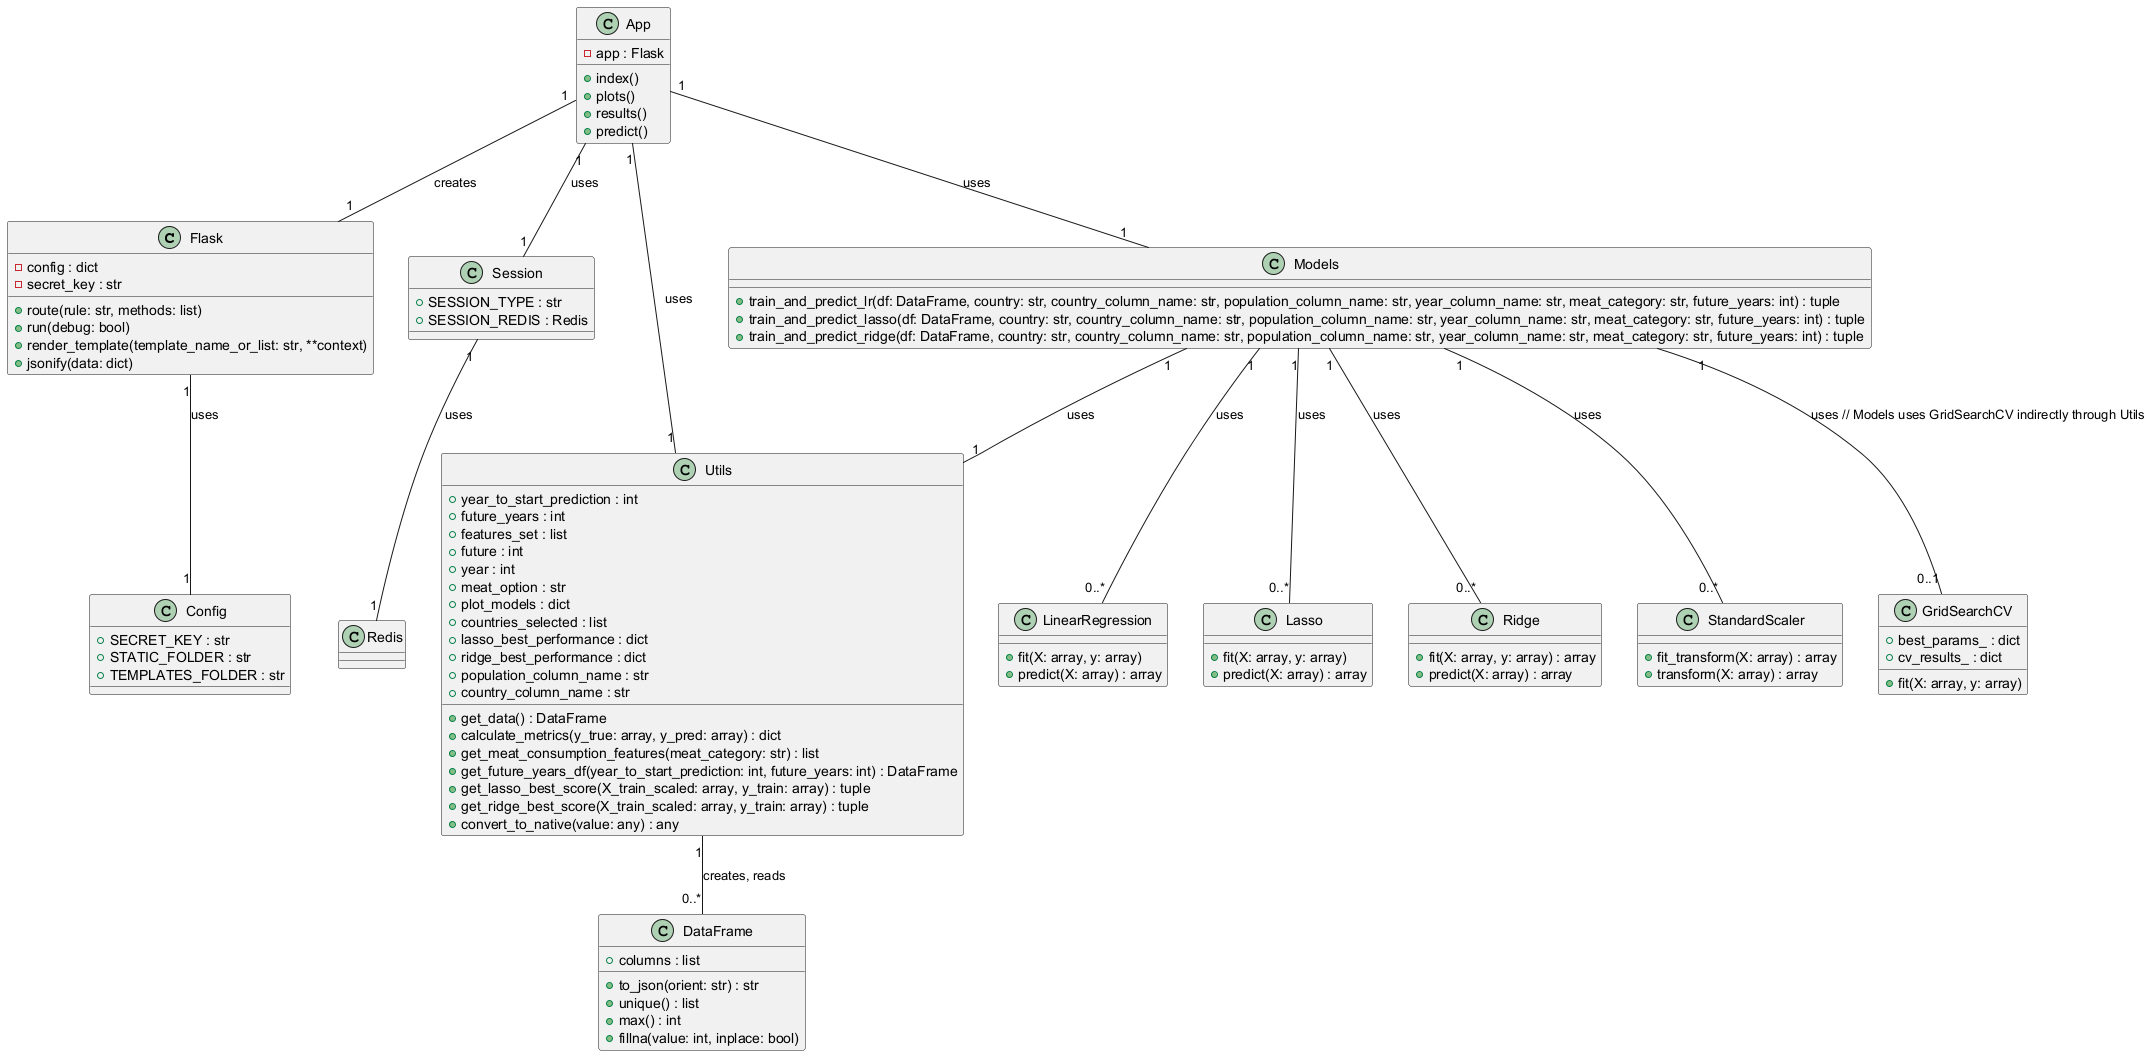 C App
app : Flask
index()
plots()
results()
predict()
1
1
1
1
creates
uses
uses
uses
1
1
1
1
C Flask
config : dict
secret_key : str
route(rule: str, methods: list)
run(debug: bool)
render_template(template_name_or_list: str, **context)
jsonify(data: dict)
C Session
SESSION_TYPE : str
SESSION_REDIS : Redis
C Models
train_and_predict_lr(df: DataFrame, country: str, country_column_name: str, population_column_name: str, year_column_name: str, meat_category: str, future_years: int) : tuple
train_and_predict_lasso(df: DataFrame, country: str, country_column_name: str, population_column_name: str, year_column_name: str, meat_category: str, future_years: int) : tuple
train_and_predict_ridge(df: DataFrame, country: str, country_column_name: str, population_column_name: str, year_column_name: str, meat_category: str, future_years: int) : tuple
1
1
1
1
1
1
1
1
uses
uses
uses
uses
uses
uses
uses
uses // Models uses GridSearchCV indirectly through Utils
1
1
1
0..*
0..*
0..*
0..*
0..1
C Utils
year_to_start_prediction : int
future_years : int
features_set : list
future : int
year : int
meat_option : str
plot_models : dict
countries_selected : list
lasso_best_performance : dict
ridge_best_performance : dict
population_column_name : str
country_column_name : str
get_data() : DataFrame
calculate_metrics(y_true: array, y_pred: array) : dict
get_meat_consumption_features(meat_category: str) : list
get_future_years_df(year_to_start_prediction: int, future_years: int) : DataFrame
get_lasso_best_score(X_train_scaled: array, y_train: array) : tuple
get_ridge_best_score(X_train_scaled: array, y_train: array) : tuple
convert_to_native(value: any) : any
C Config
SECRET_KEY : str
STATIC_FOLDER : str
TEMPLATES_FOLDER : str
C Redis
C LinearRegression
fit(X: array, y: array)
predict(X: array) : array
C Lasso
fit(X: array, y: array)
predict(X: array) : array
C Ridge
fit(X: array, y: array) : array
predict(X: array) : array
C StandardScaler
fit_transform(X: array) : array
transform(X: array) : array
C GridSearchCV
best_params_ : dict
cv_results_ : dict
fit(X: array, y: array)
1
creates, reads
0..*
C DataFrame
columns : list
to_json(orient: str) : str
unique() : list
max() : int
fillna(value: int, inplace: bool)